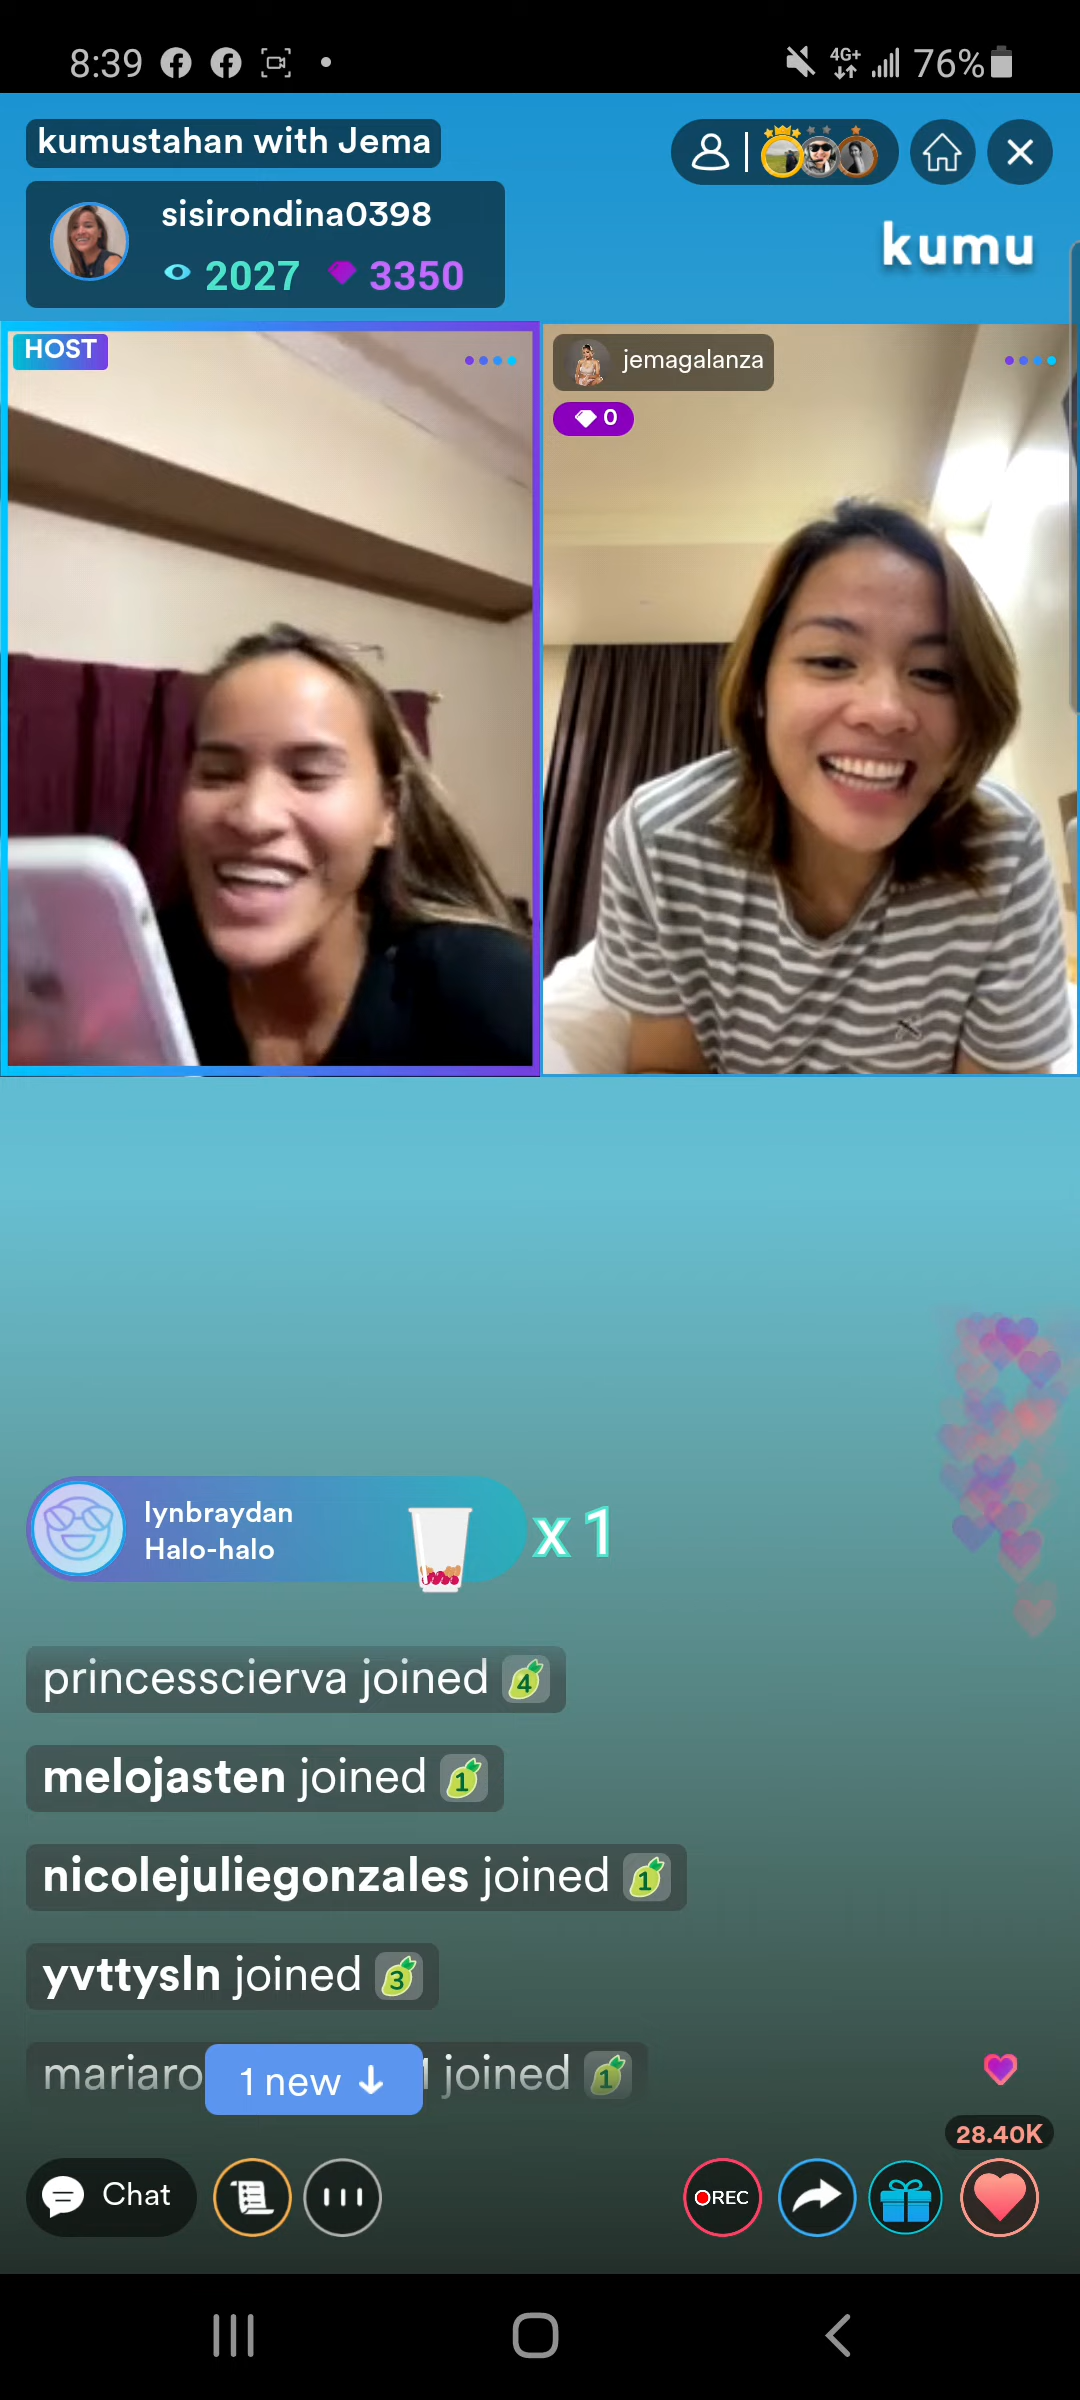 8:39
4G+
76%
kumustahan with Jema
sisirondina0398
2027 3350
kumu
HOST
jemagalanza
0
lynbraydan
Halo-halo
x 1
princesscierva joined 4
melojasten joined 1
nicolejuliegonzales joined 1
yvttysln joined 3
joined 1
1 new
28.40K
Chat
REC